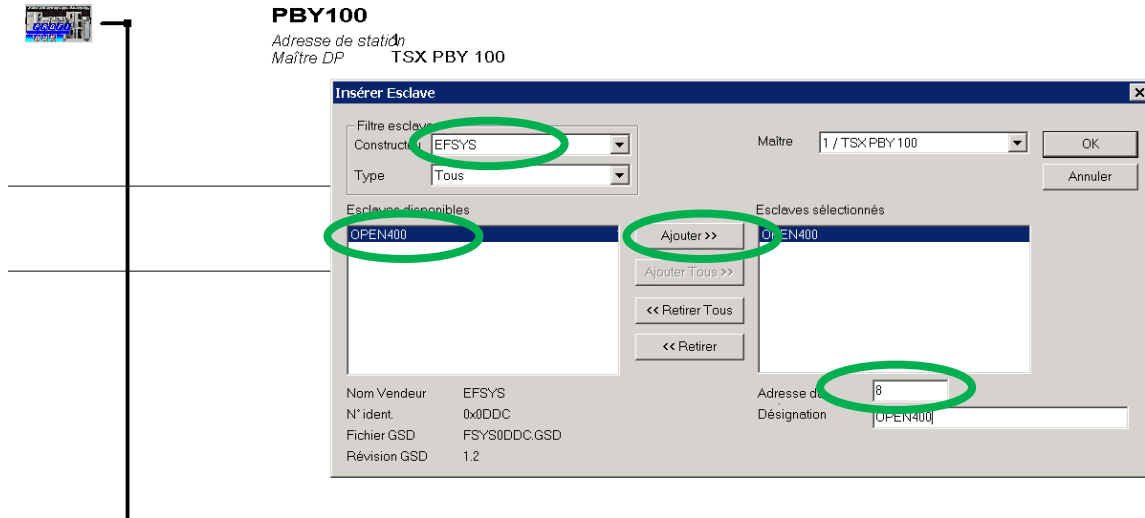 PBY100
Adresse de station 1
Maître DP TSX PBY 100
Insérer Esclave
Filtre esclave
Constructeu EFSYS
Type Tous
Maître 1 / TSX PBY 100
OK
Annuler
Esclaves disponibles
OPEN400
Ajouter >>
Ajouter Tous >>
<< Retirer Tous
<< Retirer
Esclaves sélectionnés
OPEN400
Nom Vendeur EFSYS
N° ident. 0x0DDC
Fichier GSD FSYS0DDC.GSD
Révision GSD 1.2
Adresse de 8
Désignation OPEN400